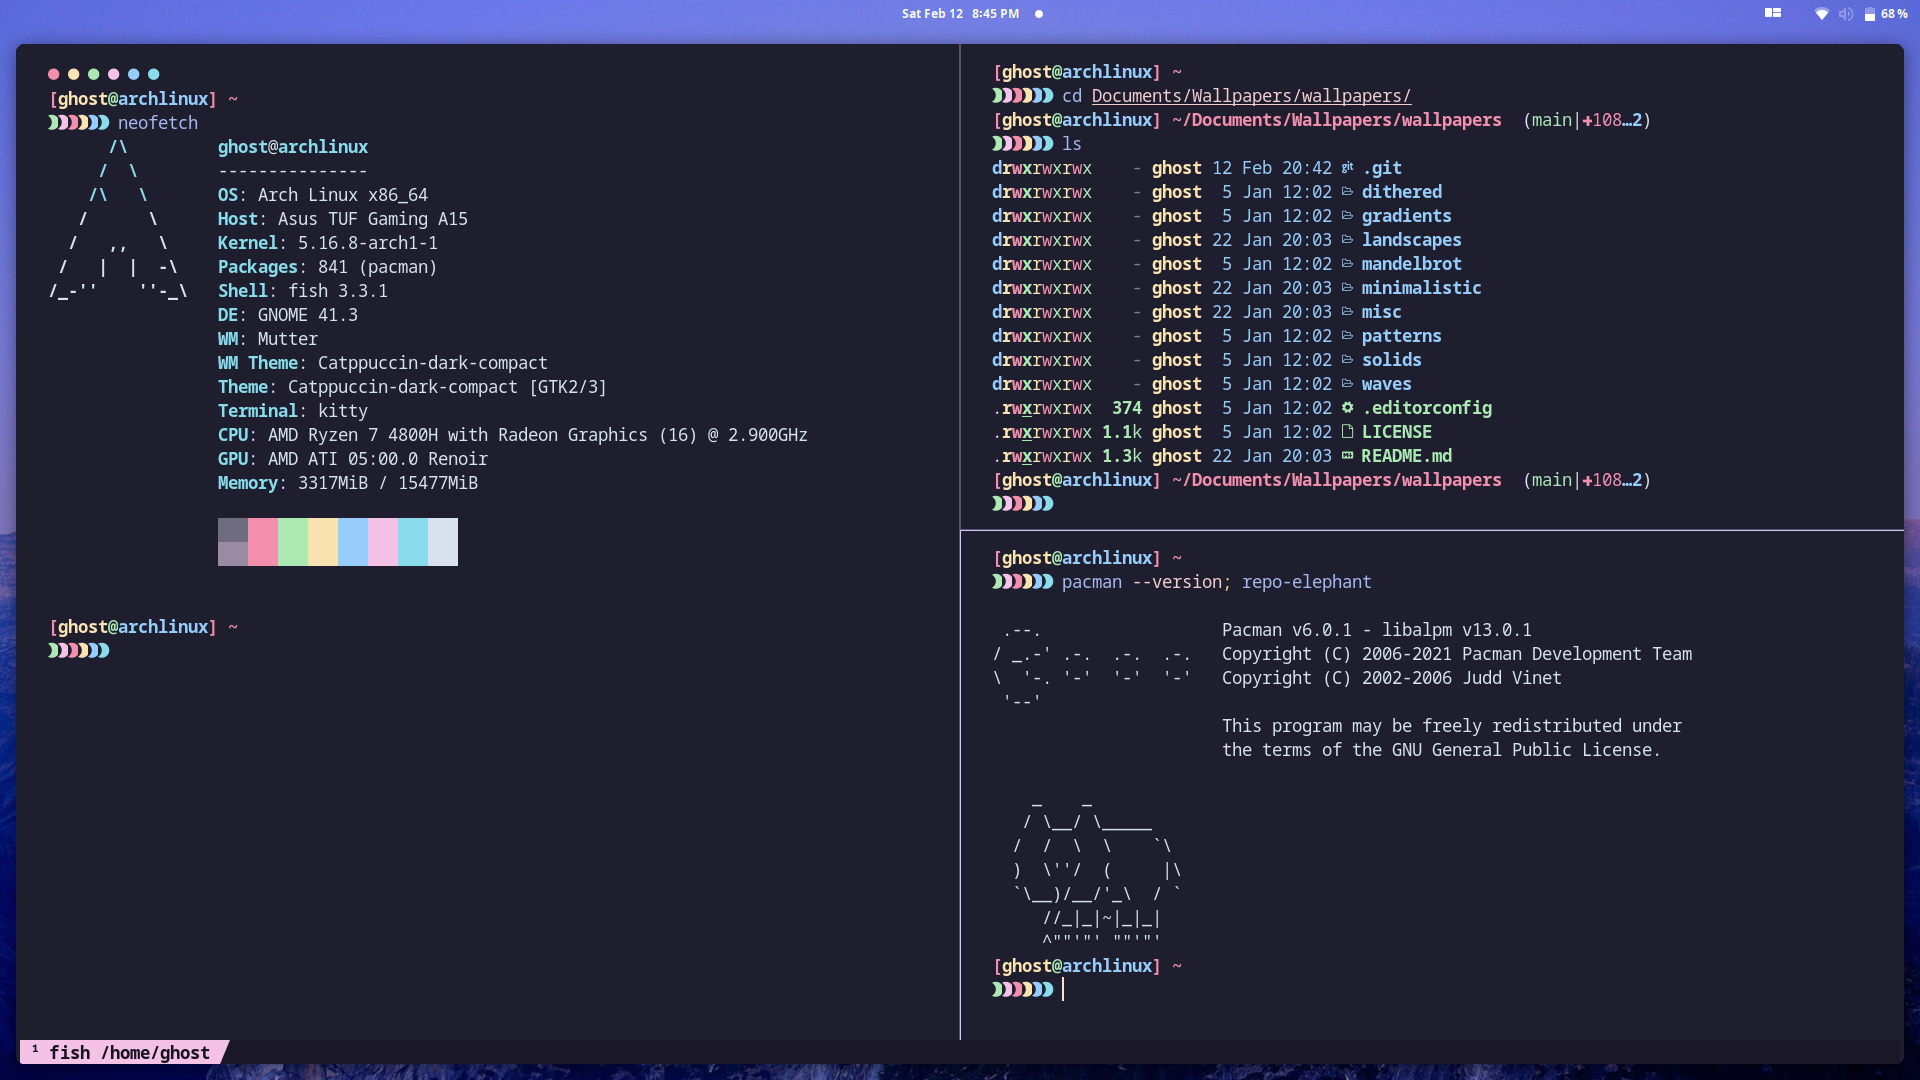 Sat Feb 12  8:45 PM
68 %
[ghost@archlinux] ~
neofetch
ghost@archlinux
---------------
OS: Arch Linux x86_64
Host: Asus TUF Gaming A15
Kernel: 5.16.8-arch1-1
Packages: 841 (pacman)
Shell: fish 3.3.1
DE: GNOME 41.3
WM: Mutter
WM Theme: Catppuccin-dark-compact
Theme: Catppuccin-dark-compact [GTK2/3]
Terminal: kitty
CPU: AMD Ryzen 7 4800H with Radeon Graphics (16) @ 2.900GHz
GPU: AMD ATI 05:00.0 Renoir
Memory: 3317MiB / 15477MiB
[ghost@archlinux] ~
[ghost@archlinux] ~
cd Documents/Wallpapers/wallpapers/
[ghost@archlinux] ~/Documents/Wallpapers/wallpapers  (main|✚108…2)
ls
drwxrwxrwx    - ghost 12 Feb 20:42 git .git
drwxrwxrwx    - ghost  5 Jan 12:02 dithered
drwxrwxrwx    - ghost  5 Jan 12:02 gradients
drwxrwxrwx    - ghost 22 Jan 20:03 landscapes
drwxrwxrwx    - ghost  5 Jan 12:02 mandelbrot
drwxrwxrwx    - ghost 22 Jan 20:03 minimalistic
drwxrwxrwx    - ghost 22 Jan 20:03 misc
drwxrwxrwx    - ghost  5 Jan 12:02 patterns
drwxrwxrwx    - ghost  5 Jan 12:02 solids
drwxrwxrwx    - ghost  5 Jan 12:02 waves
.rwxrwxrwx  374 ghost  5 Jan 12:02 .editorconfig
.rwxrwxrwx 1.1k ghost  5 Jan 12:02 LICENSE
.rwxrwxrwx 1.3k ghost 22 Jan 20:03 README.md
[ghost@archlinux] ~/Documents/Wallpapers/wallpapers  (main|✚108…2)
[ghost@archlinux] ~
pacman --version; repo-elephant
Pacman v6.0.1 - libalpm v13.0.1
Copyright (C) 2006-2021 Pacman Development Team
Copyright (C) 2002-2006 Judd Vinet
This program may be freely redistributed under
the terms of the GNU General Public License.
[ghost@archlinux] ~
¹ fish /home/ghost